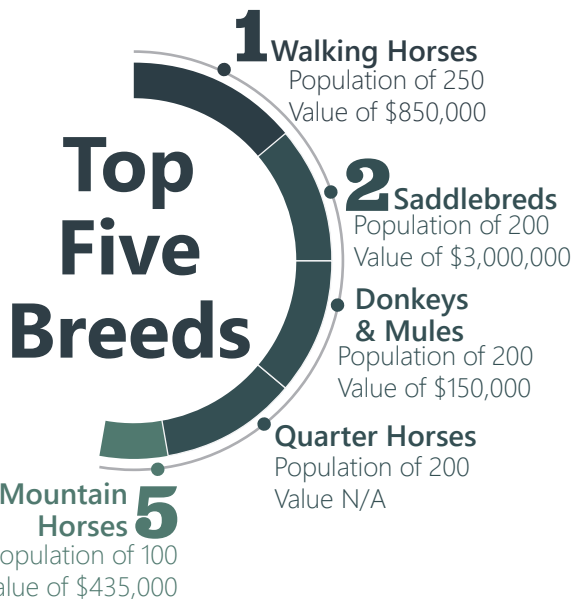 Top
Five
Breeds
1 Walking Horses
Population of 250
Value of $850,000
2 Saddlebreds
Population of 200
Value of $3,000,000
Donkeys
& Mules
Population of 200
Value of $150,000
Quarter Horses
Population of 200
Value N/A
Mountain
Horses 5
opulation of 100
alue of $435,000